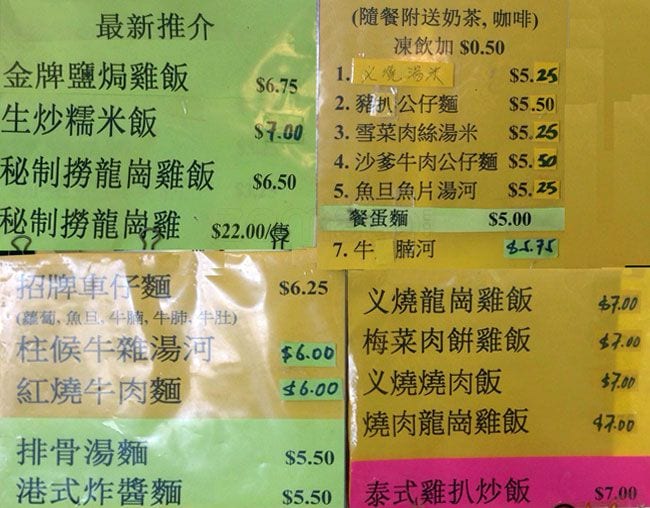 最新推介
金牌鹽焗雞飯 $6.75
生炒糯米飯 $7.00
秘制撈龍崗雞飯 $6.50
秘制撈龍崗雞 $22.00/隻
(隨餐附送奶茶, 咖啡)
凍飲加 $0.50
1. 义燒湯米 $5.25
2. 豬扒公仔麵 $5.50
3. 雪菜肉絲湯米 $5.25
4. 沙爹牛肉公仔麵 $5.50
5. 魚旦魚片湯河 $5.25
餐蛋麵 $5.00
7. 牛 腩河 $5.75
招牌車仔麵 $6.25
(蘿蔔, 魚旦, 牛腩, 牛肺, 牛肚)
柱候牛雜湯河 $6.00
紅燒牛肉麵 $6.00
排骨湯麵 $5.50
港式炸醬麵 $5.50
义燒龍崗雞飯 $7.00
梅菜肉餅雞飯 $7.00
义燒燒肉飯 $7.00
燒肉龍崗雞飯 $7.00
泰式雞扒炒飯 $7.00